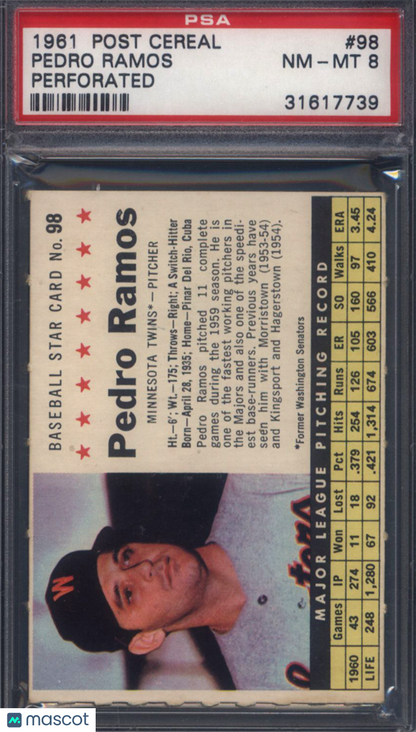 PSA
1961 POST CEREAL #98
PEDRO RAMOS NM-MT 8
PERFORATED
31617739
BASEBALL STAR CARD No. 98
Pedro Ramos
MINNESOTA TWINS*—PITCHER
Ht.—6'; Wt.—175; Throws—Right; A Switch-Hitter
Born—April 28, 1935; Home—Pinar Del Rio, Cuba
Pedro Ramos pitched 11 complete
games during the 1959 season. He is
one of the fastest working pitchers in
the Majors and also one of the speedi-
est base-runners. Previous years have
seen him with Morristown (1953-54)
and Kingsport and Hagerstown (1954).
*Former Washington Senators
W
MAJOR LEAGUE PITCHING RECORD
Games IP Won Lost Pct Hits Runs ER SO Walks ERA
1960 43 274 11 18 .379 254 126 105 160 97 3.45
LIFE 248 1,280 67 92 .421 1,314 674 603 566 410 4.24
mascot